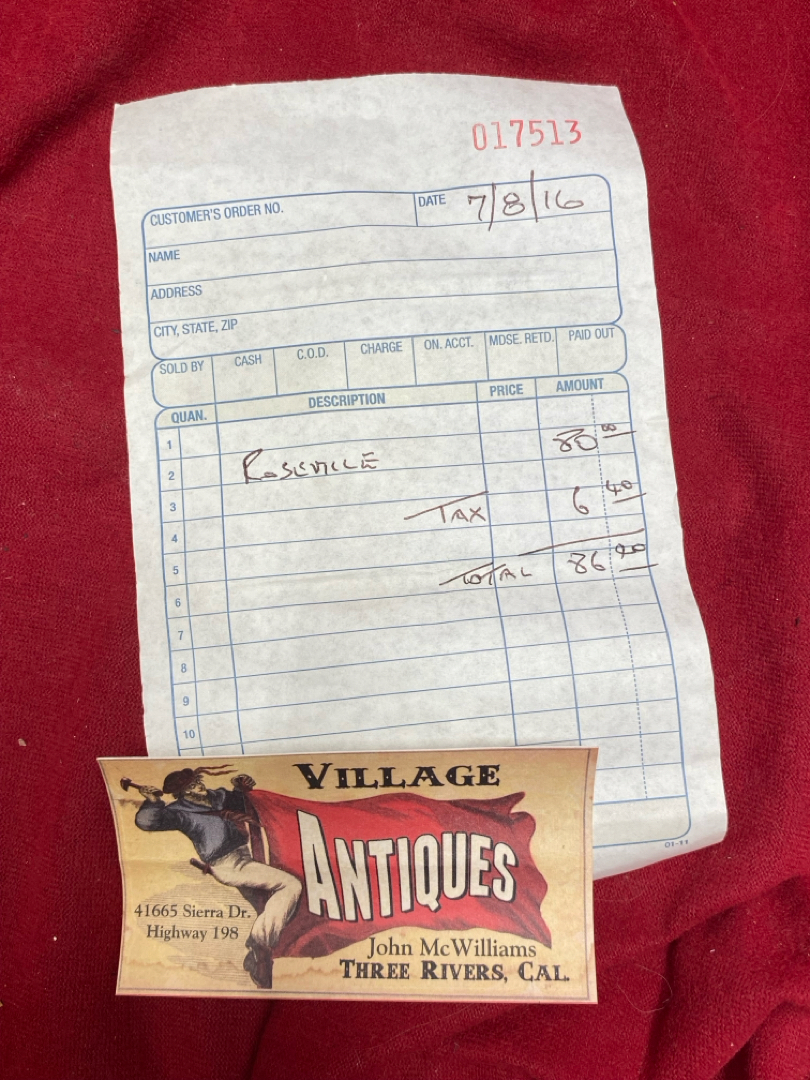 017513
CUSTOMER'S ORDER NO. DATE 7/8/16
NAME
ADDRESS
CITY, STATE, ZIP
SOLD BY CASH C.O.D. CHARGE ON. ACCT. MDSE. RETD. PAID OUT
QUAN. DESCRIPTION PRICE AMOUNT
1 80 00
2 ROSEVILLE
3 TAX 6 40
4
5 TOTAL 86 40
6
7
8
9
10
01-11
VILLAGE
ANTIQUES
41665 Sierra Dr.
Highway 198
John McWilliams
THREE RIVERS, CAL.